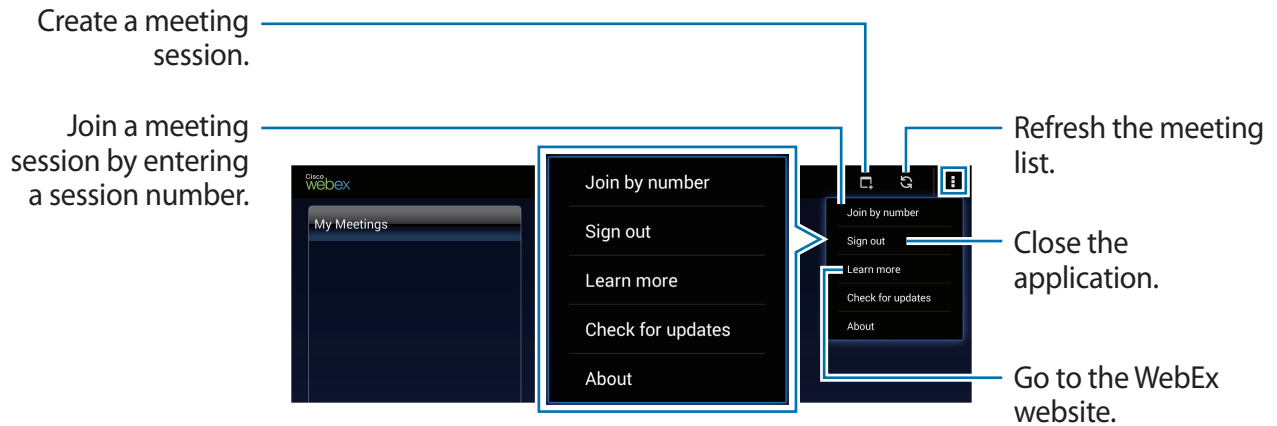 Create a meeting
session.
Join a meeting
session by entering
a session number.
Cisco
webex
My Meetings
Join by number
Sign out
Learn more
Check for updates
About
Join by number
Sign out
Learn more
Check for updates
About
Refresh the meeting
list.
Close the
application.
Go to the WebEx
website.